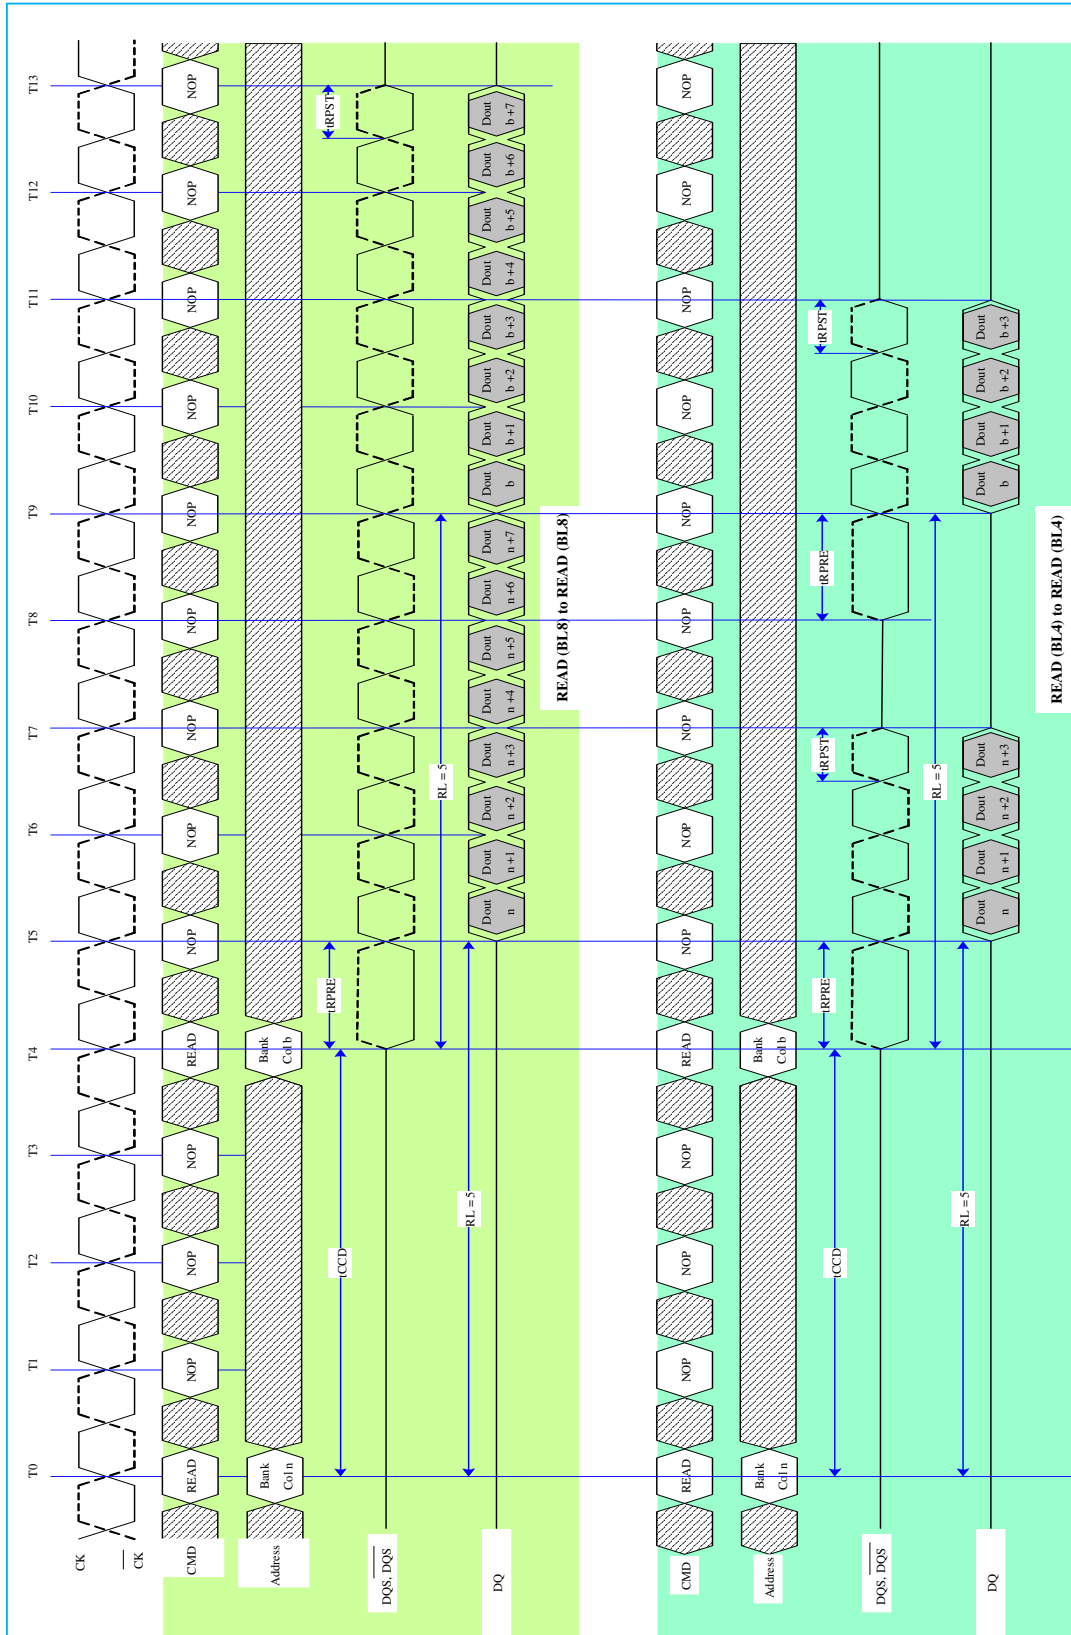 T0 T1 T2 T3 T4 T5 T6 T7 T8 T9 T10 T11 T12 T13
CK
CK
CMD READ NOP NOP NOP READ NOP NOP NOP NOP NOP NOP NOP NOP NOP
Address Bank Col n Bank Col b
tCCD tRPRE tRPST
DQS, DQS
RL = 5
RL = 5
DQ Dout n Dout n +1 Dout n +2 Dout n +3 Dout n +4 Dout n +5 Dout n +6 Dout n +7 Dout b Dout b +1 Dout b +2 Dout b +3 Dout b +4 Dout b +5 Dout b +6 Dout b +7
READ (BL8) to READ (BL8)
CMD READ NOP NOP NOP READ NOP NOP NOP NOP NOP NOP NOP NOP NOP
Address Bank Col n Bank Col b
tCCD tRPRE tRPST tRPRE tRPST
DQS, DQS
RL = 5
RL = 5
DQ Dout n Dout n +1 Dout n +2 Dout n +3 Dout b Dout b +1 Dout b +2 Dout b +3
READ (BL4) to READ (BL4)